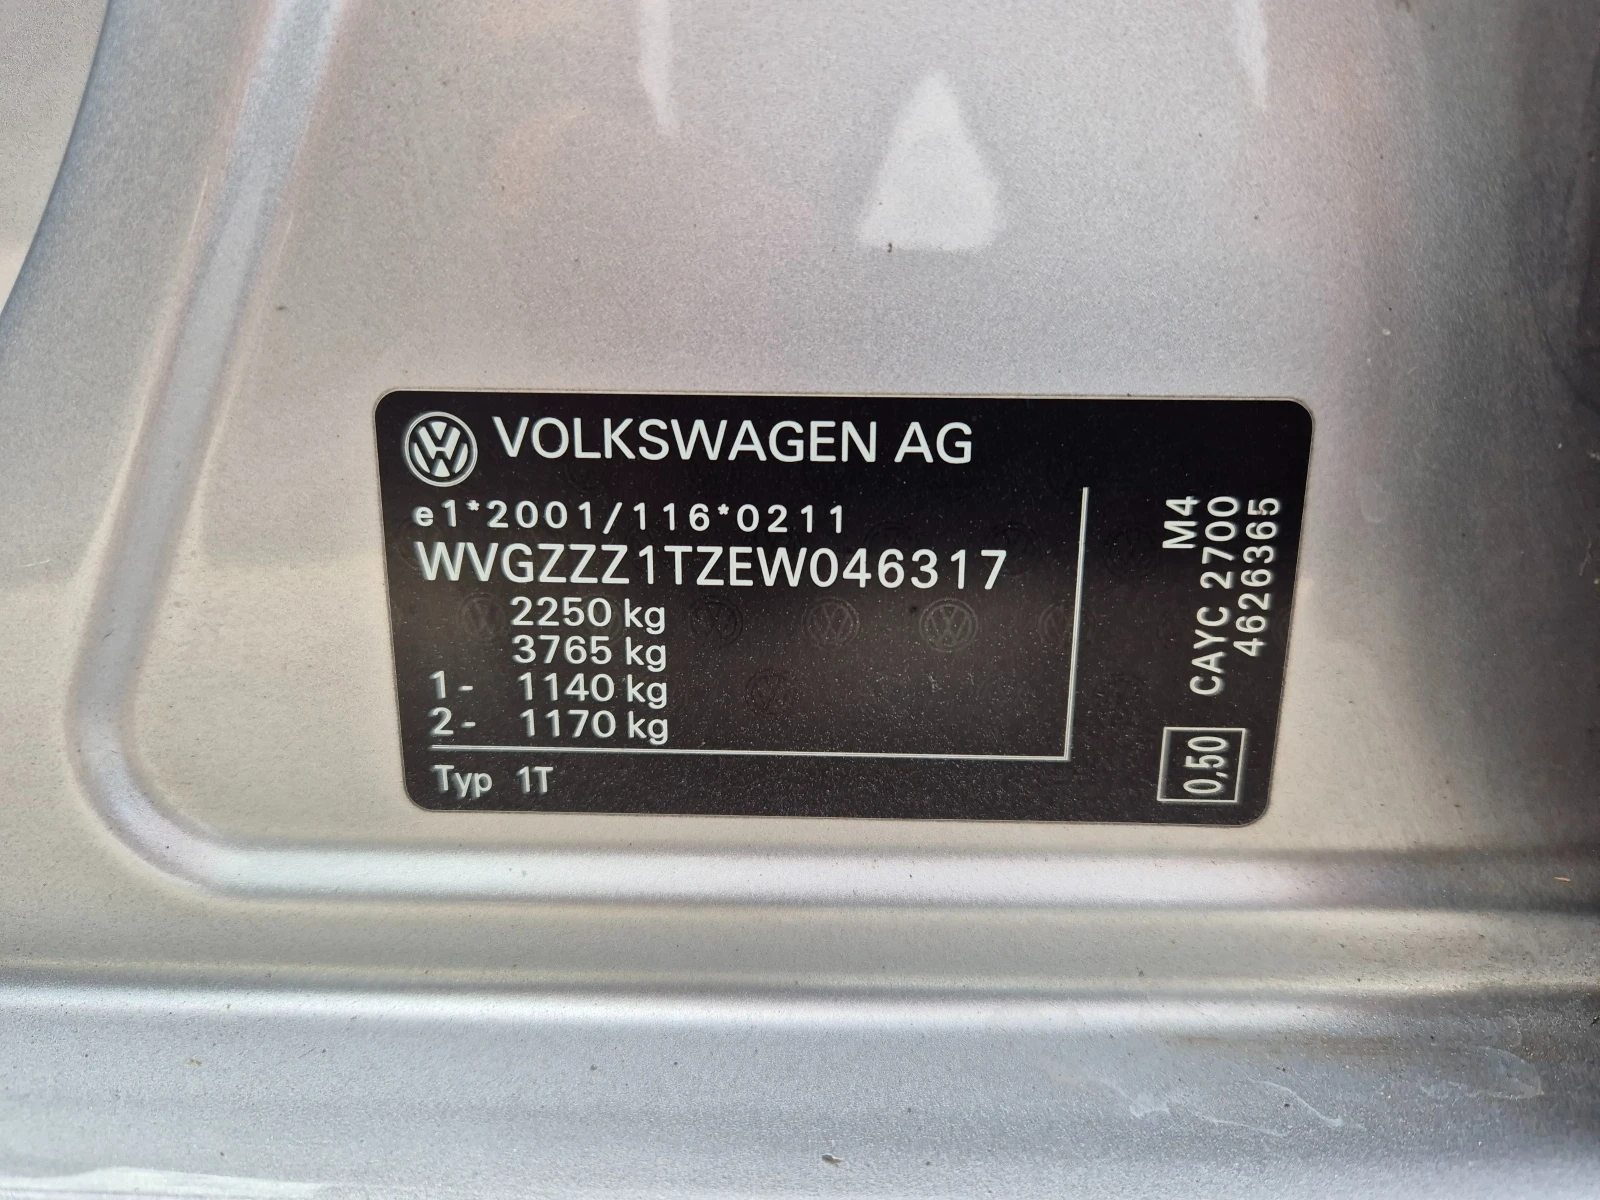 VOLKSWAGEN AG
e1*2001/116*0211
WVGZZZ1TZEW046317
2250 kg
3765 kg
1- 1140 kg
2- 1170 kg
Typ 1T
M4
CAYC 2700
4626365
0,50